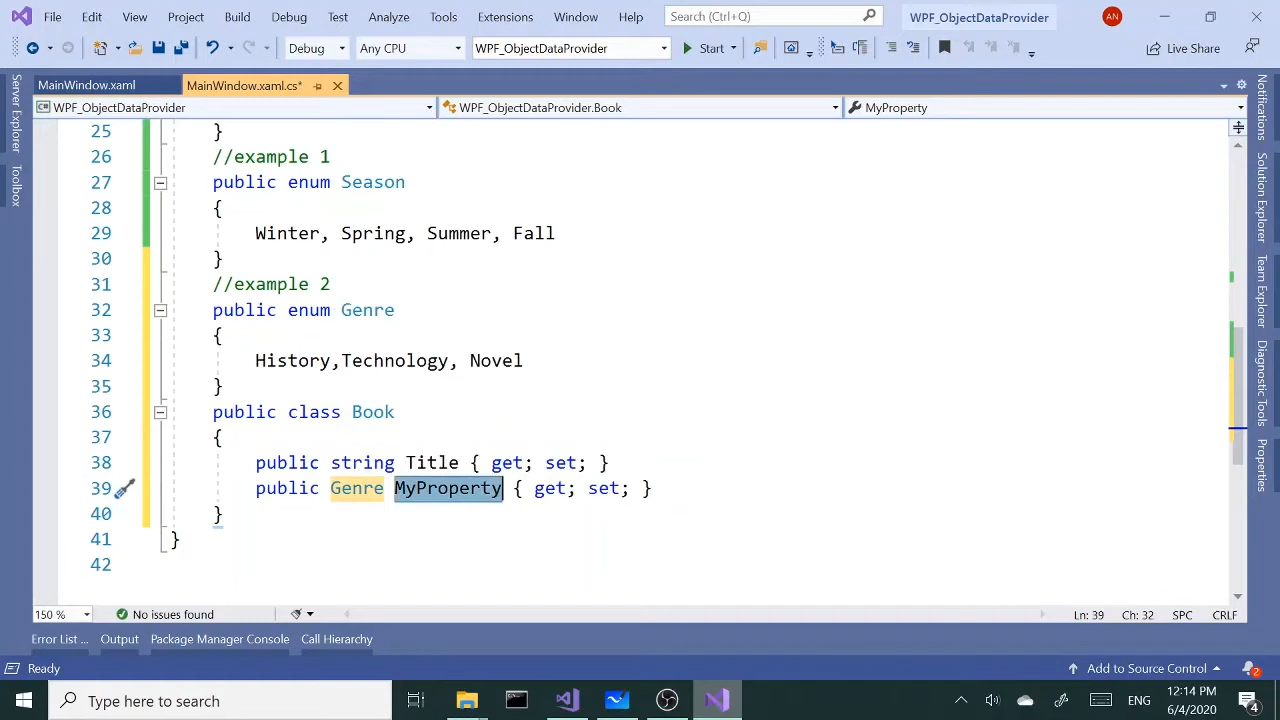 File Edit View Project Build Debug Test Analyze Tools Extensions Window Help Search (Ctrl+Q) WPF_ObjectDataProvider AN
Debug Any CPU WPF_ObjectDataProvider Start Live Share
MainWindow.xaml MainWindow.xaml.cs*
WPF_ObjectDataProvider WPF_ObjectDataProvider.Book MyProperty
Server Explorer
Toolbox
25 }
26 //example 1
27 public enum Season
28 {
29 Winter, Spring, Summer, Fall
30 }
31 //example 2
32 public enum Genre
33 {
34 History,Technology, Novel
35 }
36 public class Book
37 {
38 public string Title { get; set; }
39 public Genre MyProperty { get; set; }
40 }
41 }
42
Notifications
Solution Explorer
Team Explorer
Diagnostic Tools
Properties
150 % No issues found Ln: 39 Ch: 32 SPC CRLF
Error List ... Output Package Manager Console Call Hierarchy
Ready Add to Source Control 2
Type here to search ENG 12:14 PM
6/4/2020 4